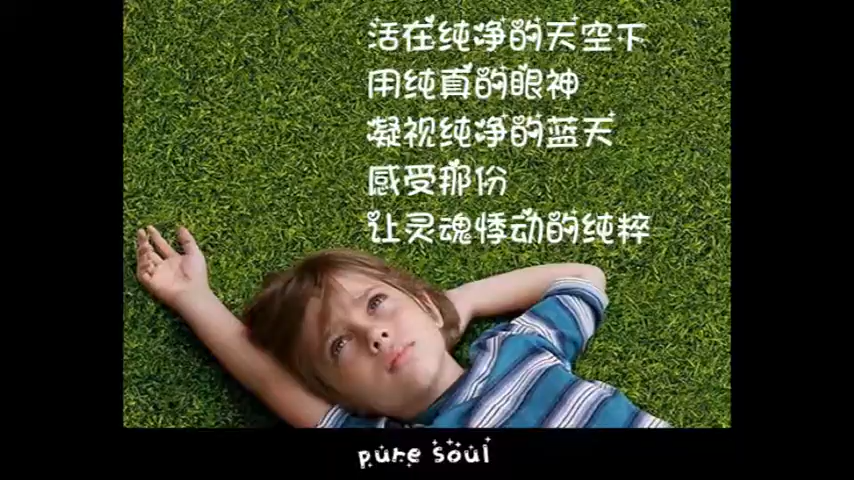 活在纯净的天空下
用纯真的眼神
凝视纯净的蓝天
感受那份
让灵魂悸动的纯粹
pure soul